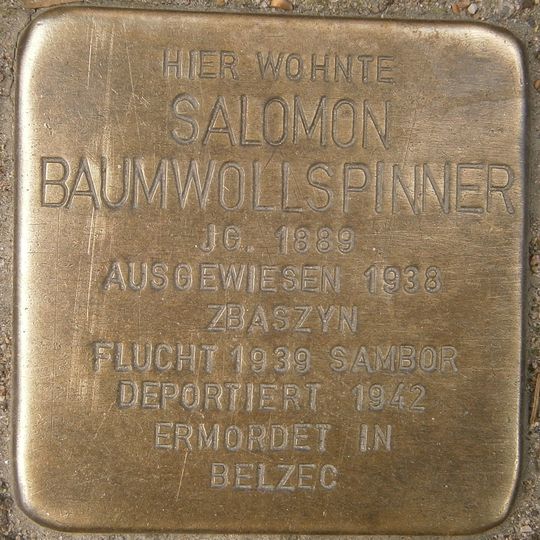 HIER WOHNTE
SALOMON
BAUMWOLLSPINNER
JG. 1889
AUSGEWIESEN 1938
ZBASZYN
FLUCHT 1939 SAMBOR
DEPORTIERT 1942
ERMORDET IN
BELZEC